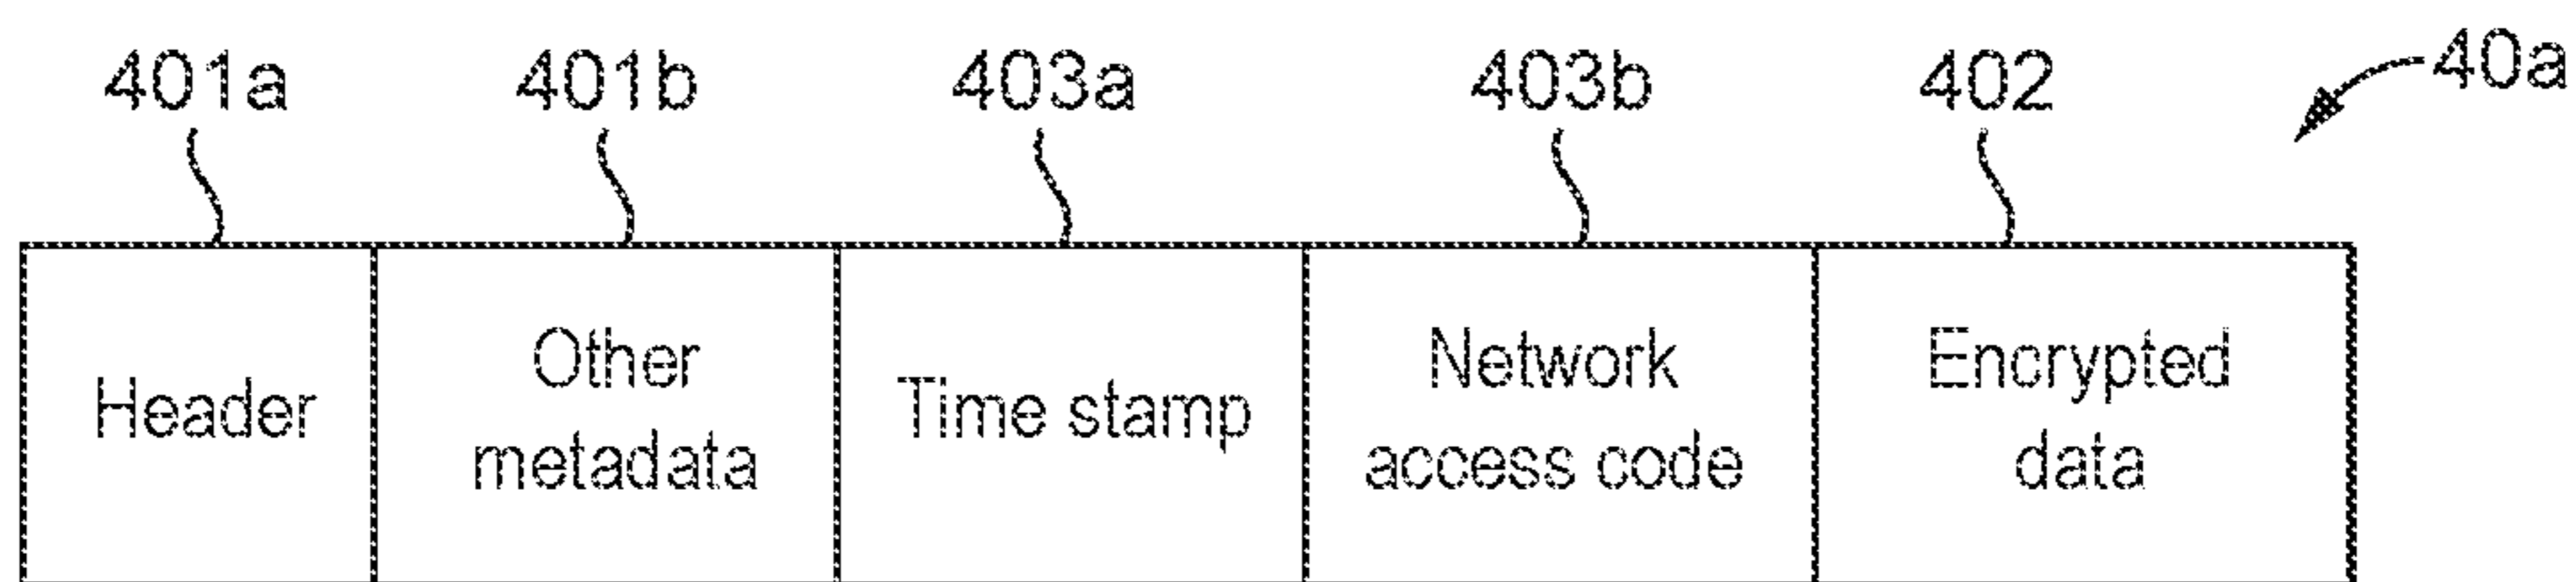 401a 401b 403a 403b 402 40a
Header
Other
metadata
Time stamp
Network
access code
Encrypted
data